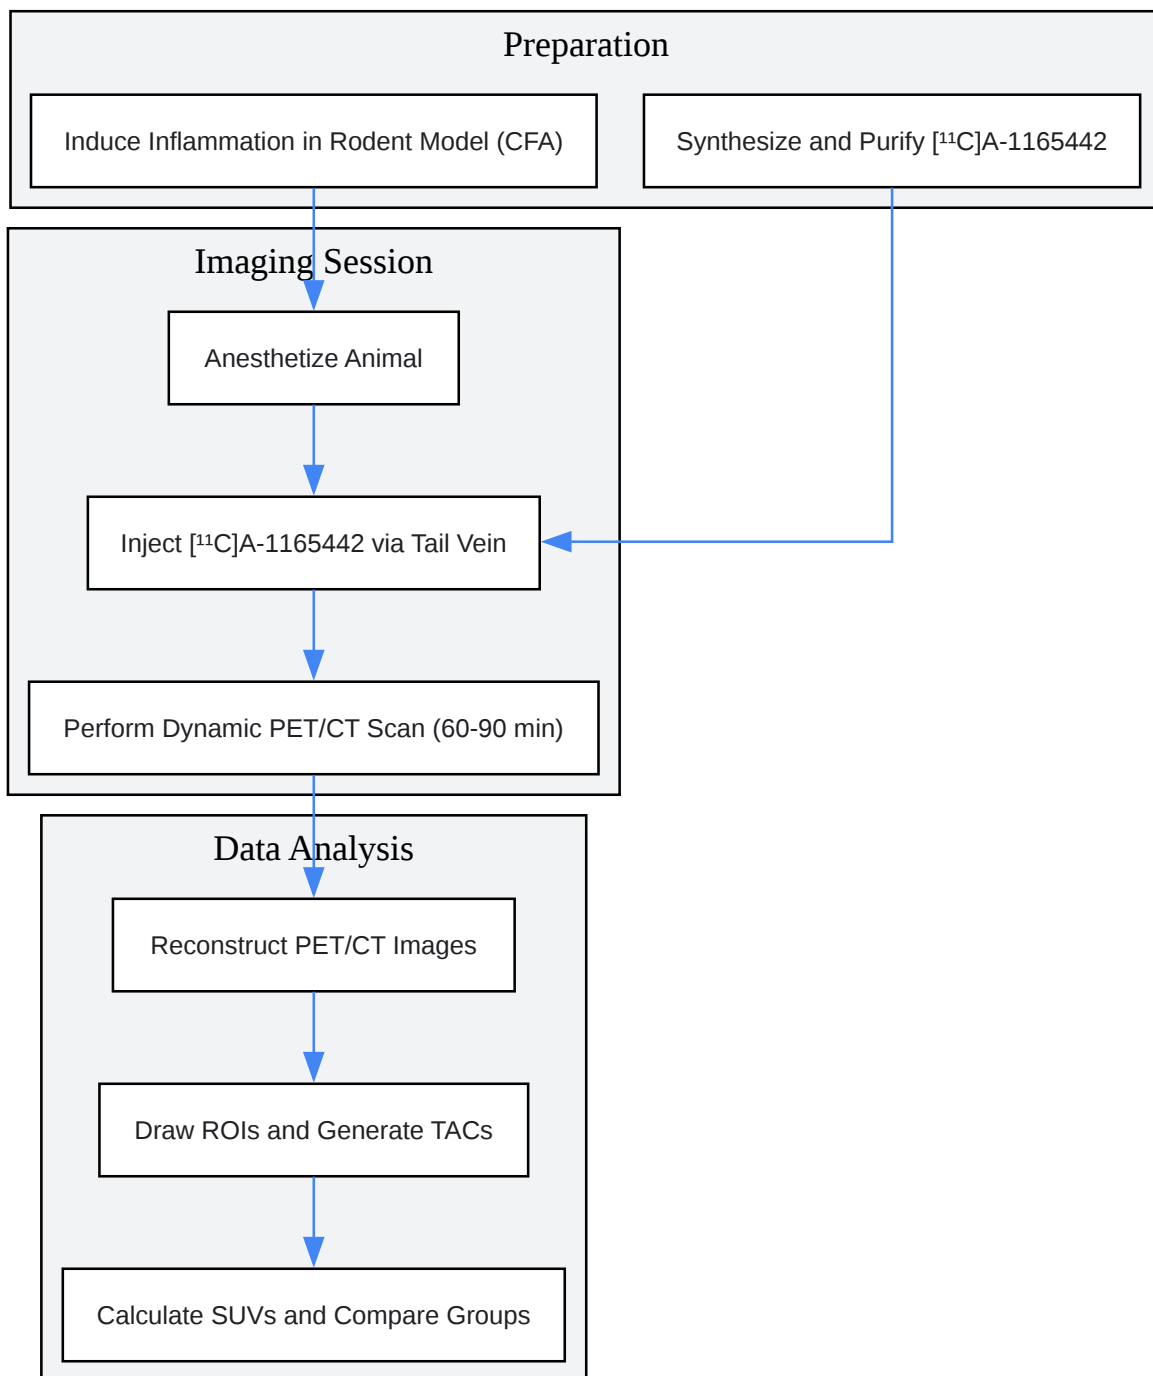 Preparation
Induce Inflammation in Rodent Model (CFA)
Synthesize and Purify [¹¹C]A-1165442
Imaging Session
Anesthetize Animal
Inject [¹¹C]A-1165442 via Tail Vein
Perform Dynamic PET/CT Scan (60-90 min)
Data Analysis
Reconstruct PET/CT Images
Draw ROIs and Generate TACs
Calculate SUVs and Compare Groups